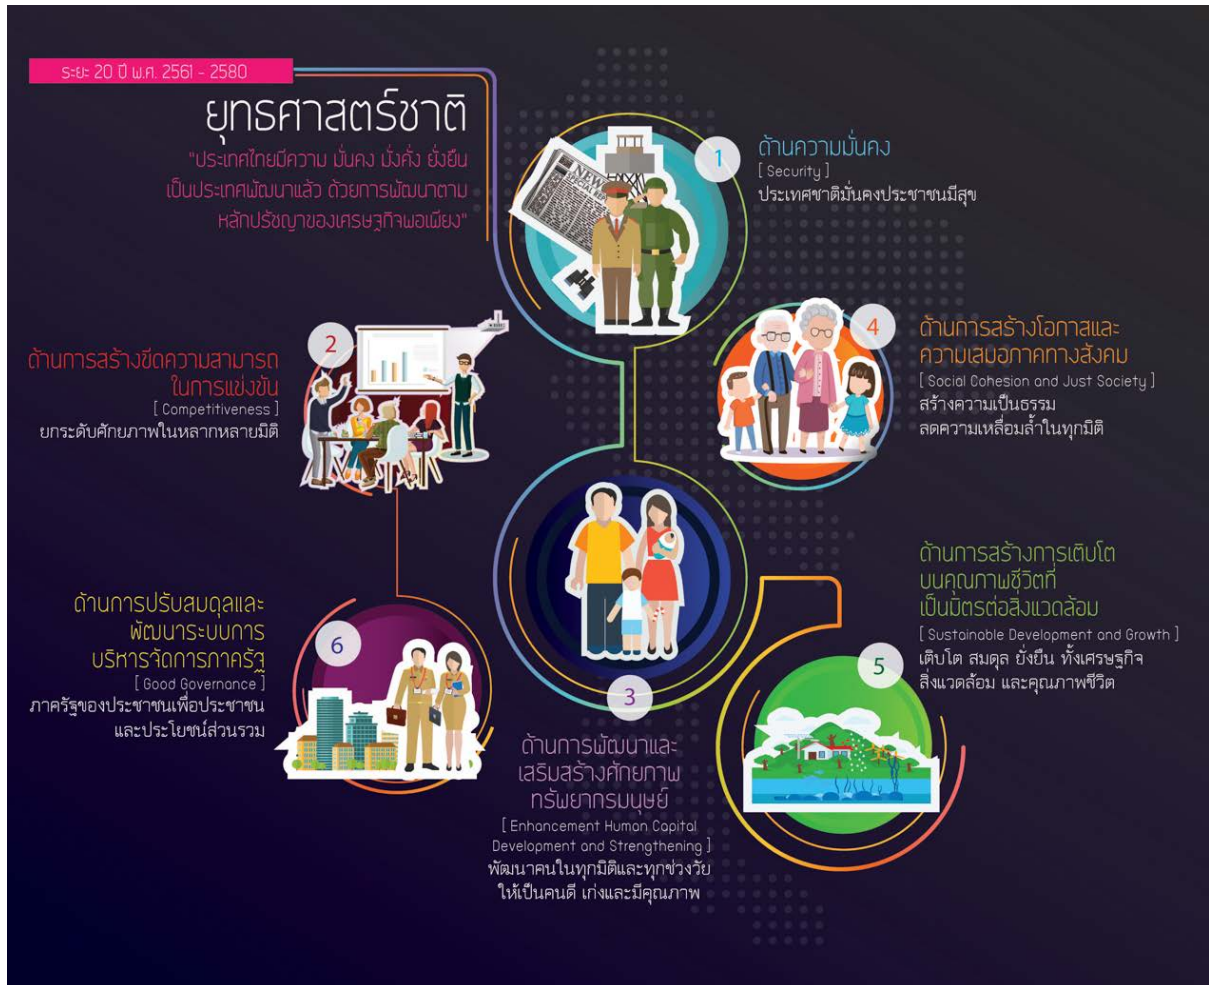 ระยะ 20 ปี พ.ศ. 2561 - 2580
ยุทธศาสตร์ชาติ
"ประเทศไทยมีความ มั่นคง มั่งคั่ง ยั่งยืน
เป็นประเทศพัฒนาแล้ว ด้วยการพัฒนาตาม
หลักปรัชญาของเศรษฐกิจพอเพียง"
NEWS
1
ด้านความมั่นคง
[ Security ]
ประเทศชาติมั่นคงประชาชนมีสุข
2
ด้านการสร้างขีดความสามารถ
ในการแข่งขัน
[ Competitiveness ]
ยกระดับศักยภาพในหลากหลายมิติ
3
ด้านการพัฒนาและ
เสริมสร้างศักยภาพ
ทรัพยากรมนุษย์
[ Enhancement Human Capital
Development and Strengthening ]
พัฒนาคนในทุกมิติและทุกช่วงวัย
ให้เป็นคนดี เก่งและมีคุณภาพ
4
ด้านการสร้างโอกาสและ
ความเสมอภาคทางสังคม
[ Social Cohesion and Just Society ]
สร้างความเป็นธรรม
ลดความเหลื่อมล้ำในทุกมิติ
5
ด้านการสร้างการเติบโต
บนคุณภาพชีวิตที่
เป็นมิตรต่อสิ่งแวดล้อม
[ Sustainable Development and Growth ]
เติบโต สมดุล ยั่งยืน ทั้งเศรษฐกิจ
สิ่งแวดล้อม และคุณภาพชีวิต
6
ด้านการปรับสมดุลและ
พัฒนาระบบการ
บริหารจัดการภาครัฐ
[ Good Governance ]
ภาครัฐของประชาชนเพื่อประชาชน
และประโยชน์ส่วนรวม